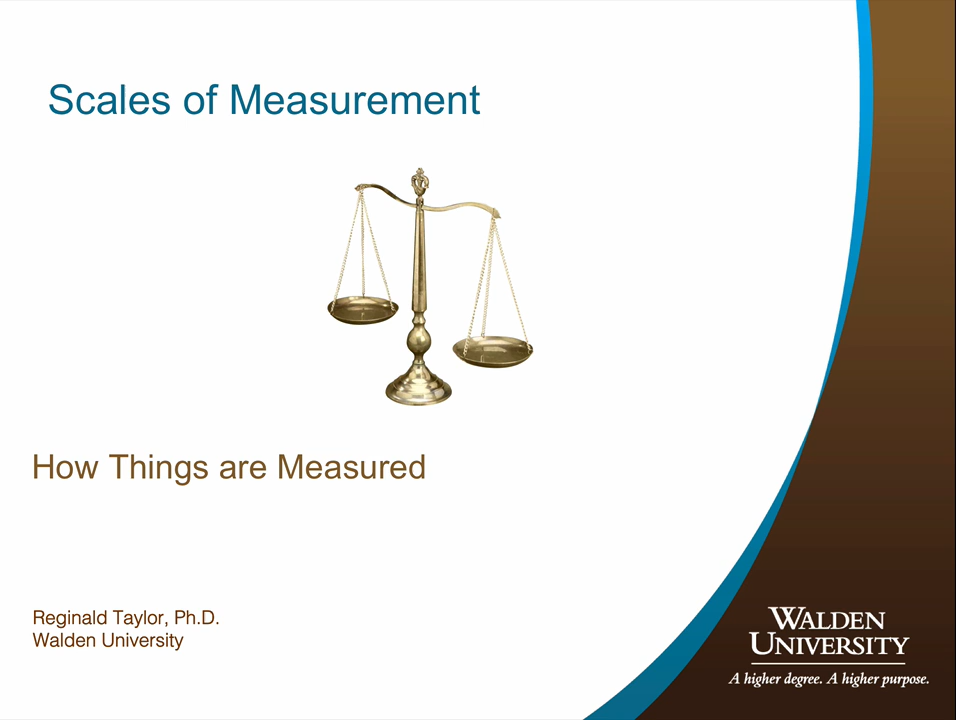 Scales of Measurement
How Things are Measured
Reginald Taylor, Ph.D.
Walden University
WALDEN
UNIVERSITY
A higher degree. A higher purpose.